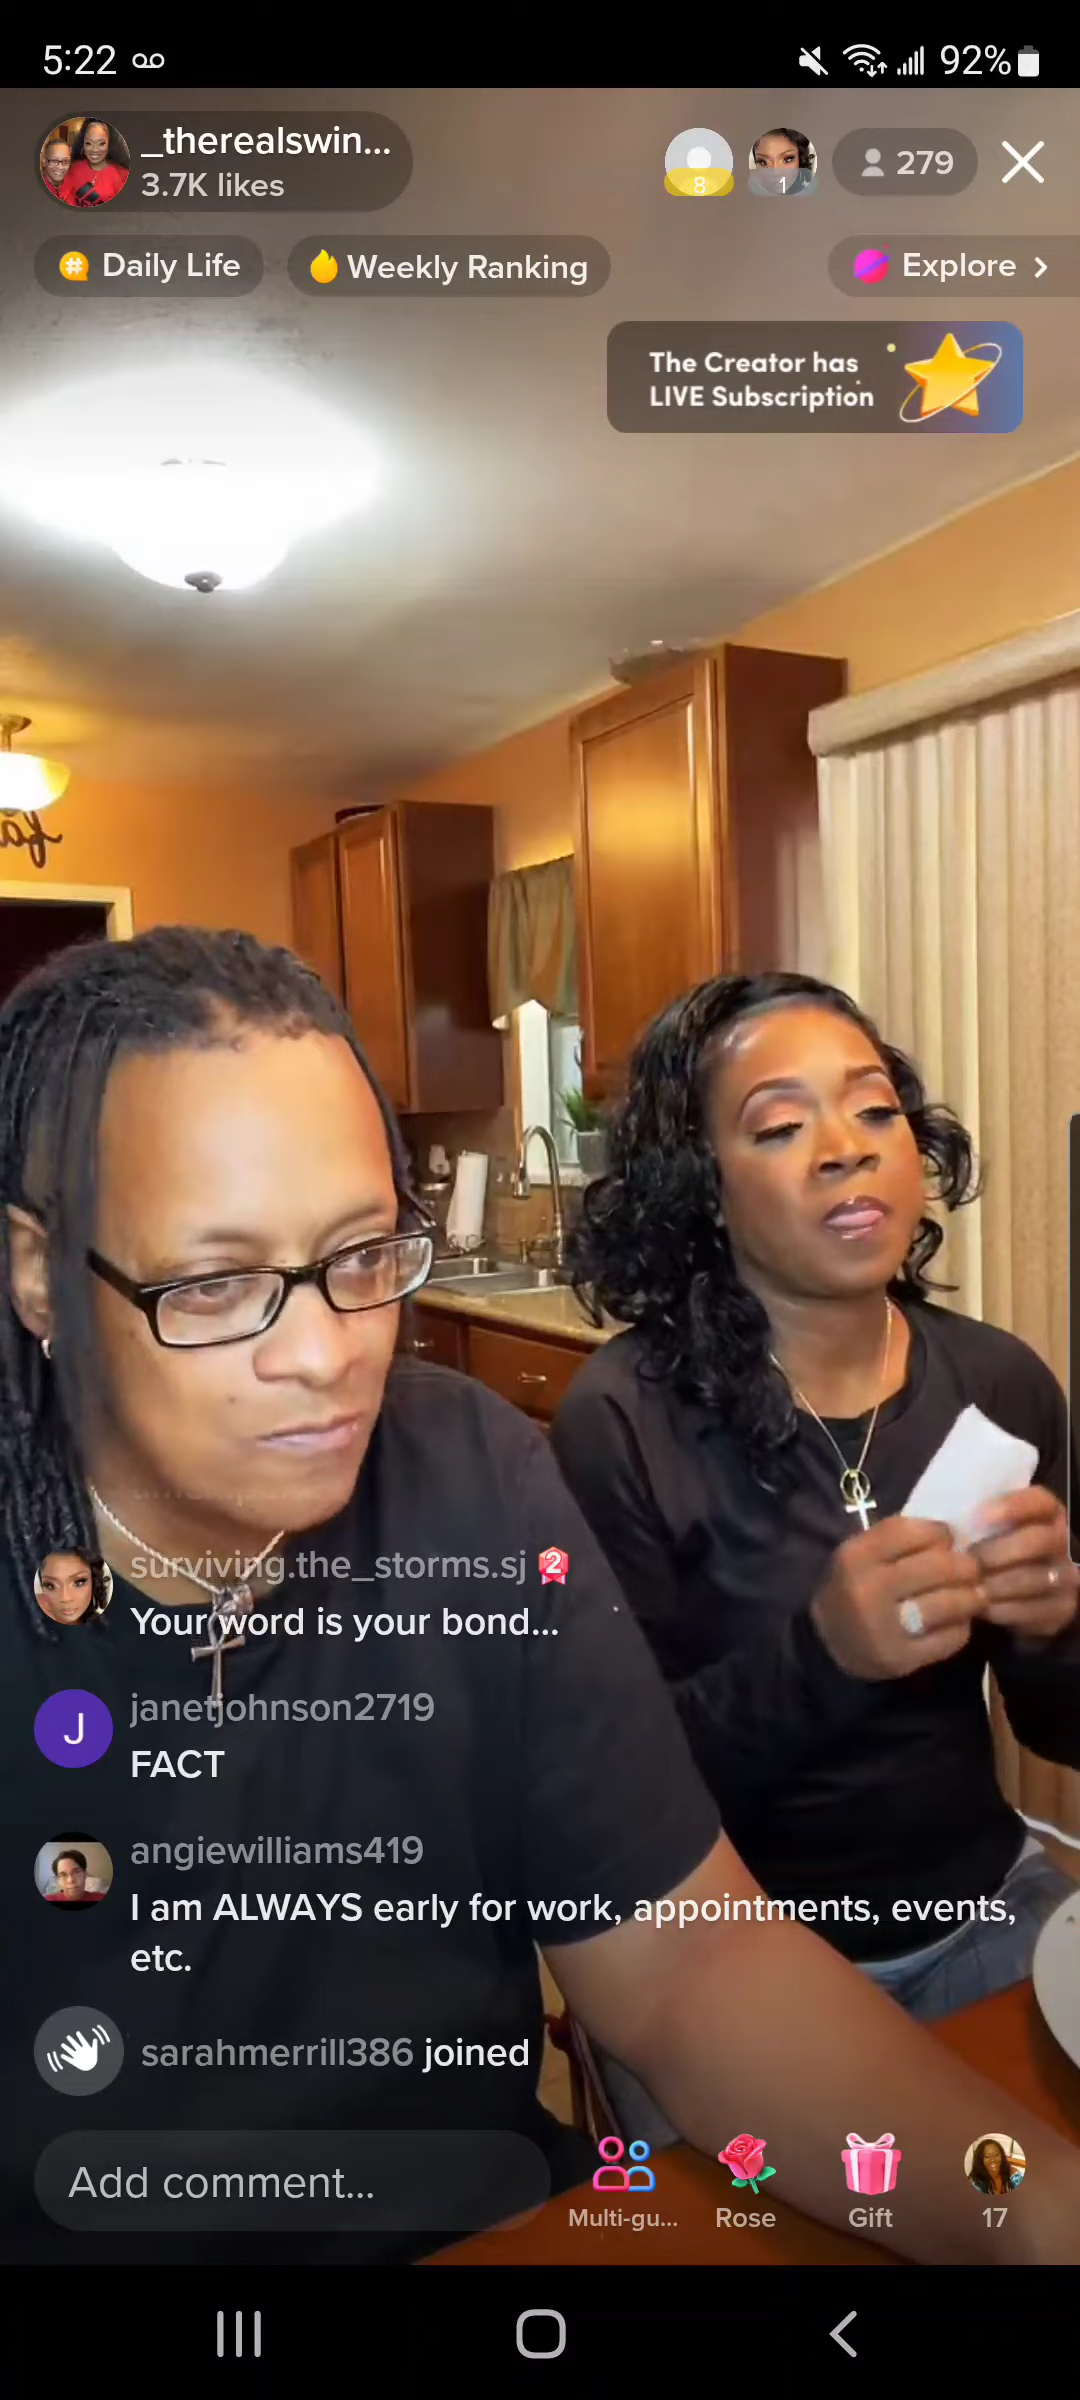 5:22
92%
_therealswin...
3.7K likes
8
1
279
Daily Life
Weekly Ranking
Explore >
The Creator has
LIVE Subscription
surviving.the_storms.sj 2
Your word is your bond...
janetjohnson2719
J
FACT
angiewilliams419
I am ALWAYS early for work, appointments, events,
etc.
sarahmerrill386 joined
Add comment...
Multi-gu...
Rose
Gift
17